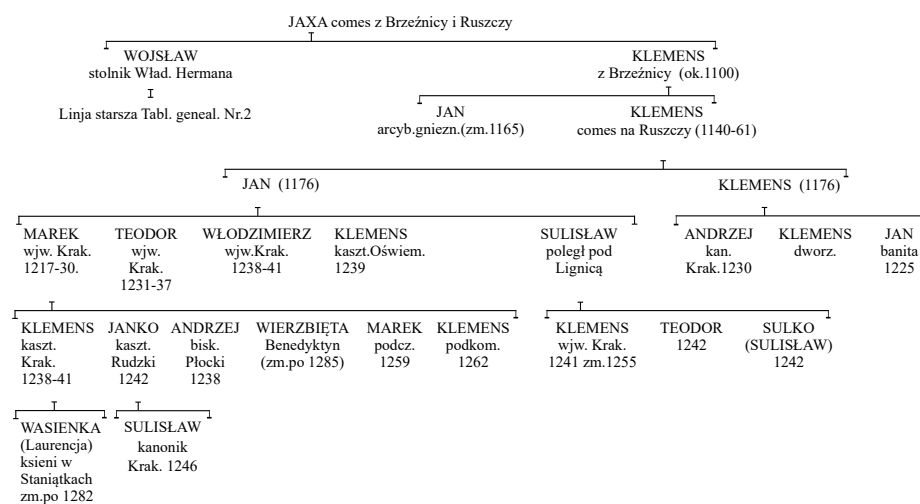 JAXA comes z Brzeźnicy i Ruszczy
WOJSŁAW
stolnik Wład. Hermana
KLEMENS
z Brzeźnicy (ok.1100)
Linja starsza Tabl. geneal. Nr.2
JAN
arcyb.gniezn.(zm.1165)
KLEMENS
comes na Ruszczy (1140-61)
JAN (1176)
KLEMENS (1176)
MAREK
wjw. Krak.
1217-30.
TEODOR
wjw.
Krak.
1231-37
WŁODZIMIERZ
wjw.Krak.
1238-41
KLEMENS
kaszt.Oświem.
1239
SULISŁAW
poległ pod
Lignicą
ANDRZEJ
kan.
Krak.1230
KLEMENS
dworz.
JAN
banita
1225
KLEMENS
kaszt.
Krak.
1238-41
JANKO
kaszt.
Rudzki
1242
ANDRZEJ
bisk.
Płocki
1238
WIERZBIĘTA
Benedyktyn
(zm.po 1285)
MAREK
podcz.
1259
KLEMENS
podkom.
1262
KLEMENS
wjw. Krak.
1241 zm.1255
TEODOR
1242
SULKO
(SULISŁAW)
1242
WASIENKA
(Laurencja)
ksieni w
Staniątkach
zm.po 1282
SULISŁAW
kanonik
Krak. 1246